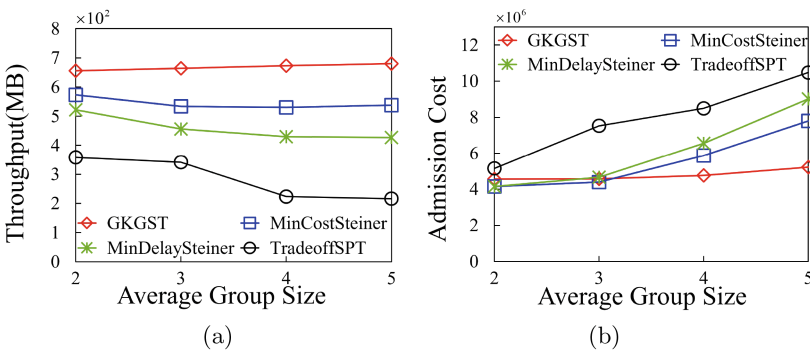 ×10²
8
7
6
5
4
3
2
1
0
Throughput(MB)
GKGST MinCostSteiner
MinDelaySteiner TradeoffSPT
2 3 4 5
Average Group Size
(a)
×10⁶
12
10
8
6
4
2
0
Admission Cost
GKGST MinCostSteiner
MinDelaySteiner TradeoffSPT
2 3 4 5
Average Group Size
(b)